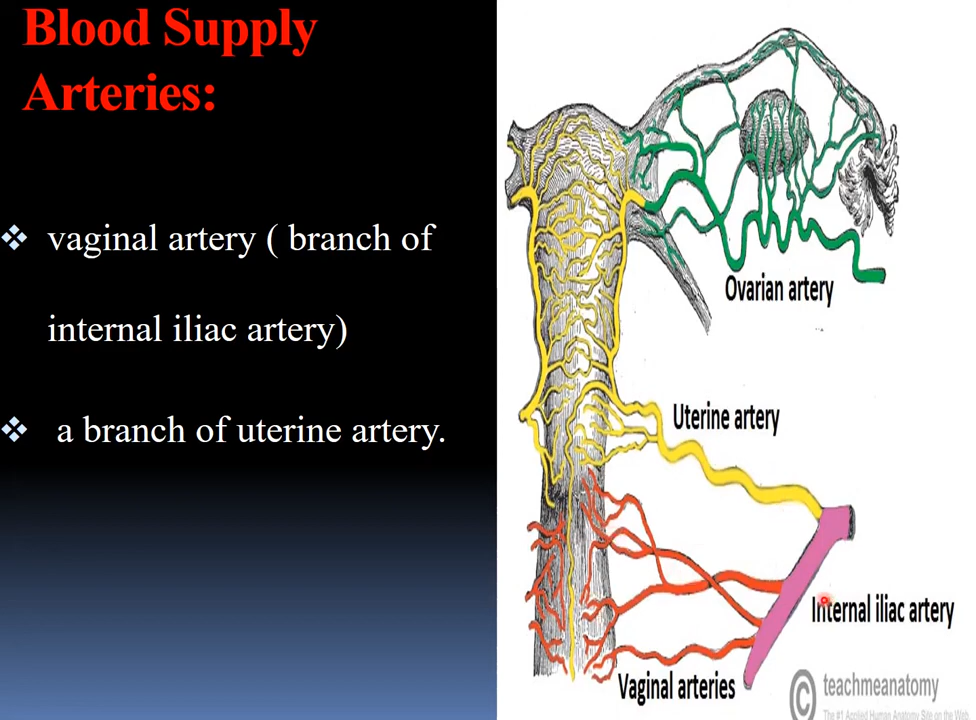 Blood Supply
Arteries:
❖ vaginal artery ( branch of
internal iliac artery)
❖ a branch of uterine artery.
Ovarian artery
Uterine artery
Internal iliac artery
Vaginal arteries
© teachmeanatomy
The #1 Applied Human Anatomy Site on the Web.